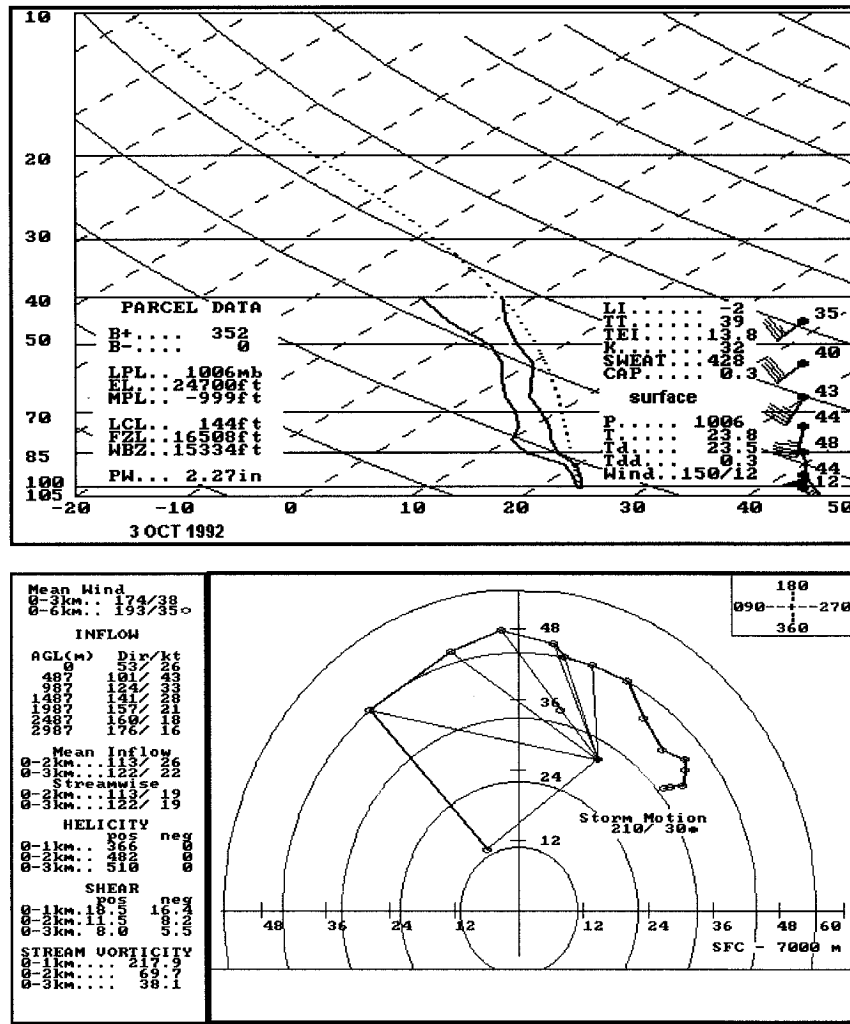 10
20
30
40
50
70
85
100
105
PARCEL DATA
B+.... 352
B-.... 0
LPL... 1006mb
EL... 24700ft
MPL.. -999ft
LCL... 144ft
FZL..16508ft
WBZ..15334ft
PW... 2.27in
LI...... -2
TT...... 39
TEI.... 13.8
K....... 32
SWEAT... 428
CAP..... 0.3
surface
P..... 1006
T..... 23.8
Td.... 23.5
Tdd... 0.3
Wind..150/12
35
40
43
44
48
44
12
-20 -10 0 10 20 30 40 50
3 OCT 1992
Mean Wind
0-3km.. 174/38
0-6km.. 193/35
INFLOW
AGL(m) Dir/kt
0 53/ 26
487 101/ 43
987 124/ 33
1487 141/ 28
1987 157/ 21
2487 160/ 18
2987 176/ 16
Mean Inflow
0-2km...113/ 26
0-3km...122/ 22
Streamwise
0-2km...113/ 19
0-3km...122/ 19
HELICITY
pos neg
0-1km.. 366 0
0-2km.. 482 0
0-3km.. 510 0
SHEAR
pos neg
0-1km.18.5 16.4
0-2km.11.5 8.2
0-3km. 8.0 5.5
STREAM VORTICITY
0-1km.... 217.9
0-2km.... 69.7
0-3km.... 38.1
180
090 270
360
48
36
24
12
Storm Motion
210/ 30
48 36 24 12 12 24 36 48 60
SFC - 7000 m